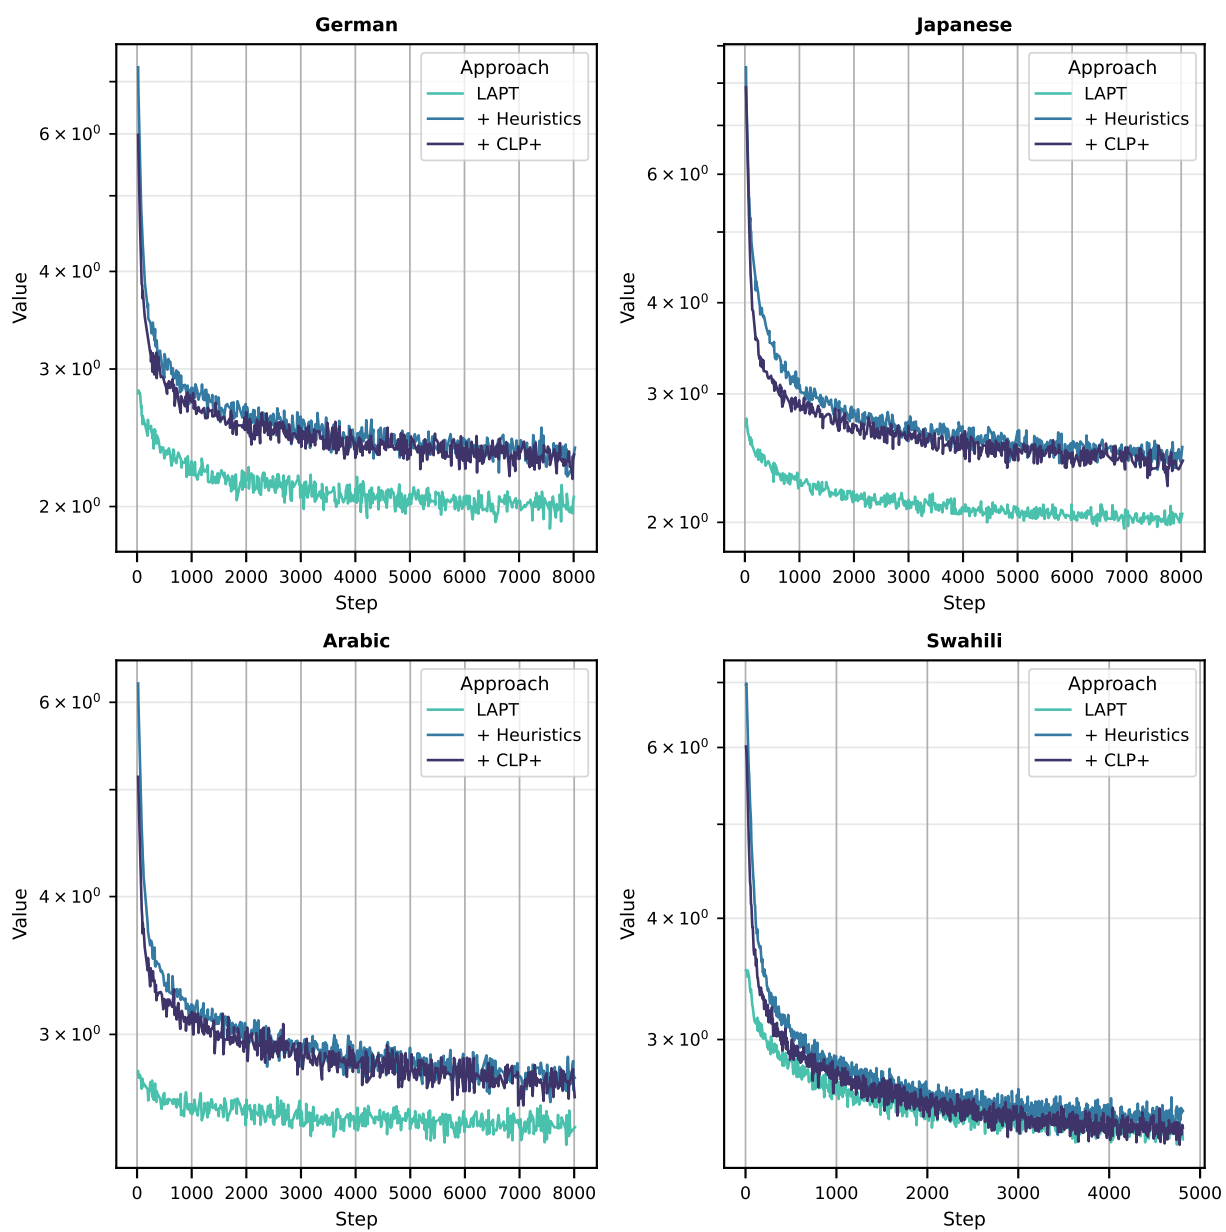 German
Approach
LAPT
+ Heuristics
+ CLP+
6 × 10⁰
4 × 10⁰
3 × 10⁰
2 × 10⁰
Value
0 1000 2000 3000 4000 5000 6000 7000 8000
Step
Japanese
Approach
LAPT
+ Heuristics
+ CLP+
6 × 10⁰
4 × 10⁰
3 × 10⁰
2 × 10⁰
Value
0 1000 2000 3000 4000 5000 6000 7000 8000
Step
Arabic
Approach
LAPT
+ Heuristics
+ CLP+
6 × 10⁰
4 × 10⁰
3 × 10⁰
Value
0 1000 2000 3000 4000 5000 6000 7000 8000
Step
Swahili
Approach
LAPT
+ Heuristics
+ CLP+
6 × 10⁰
4 × 10⁰
3 × 10⁰
Value
0 1000 2000 3000 4000 5000
Step